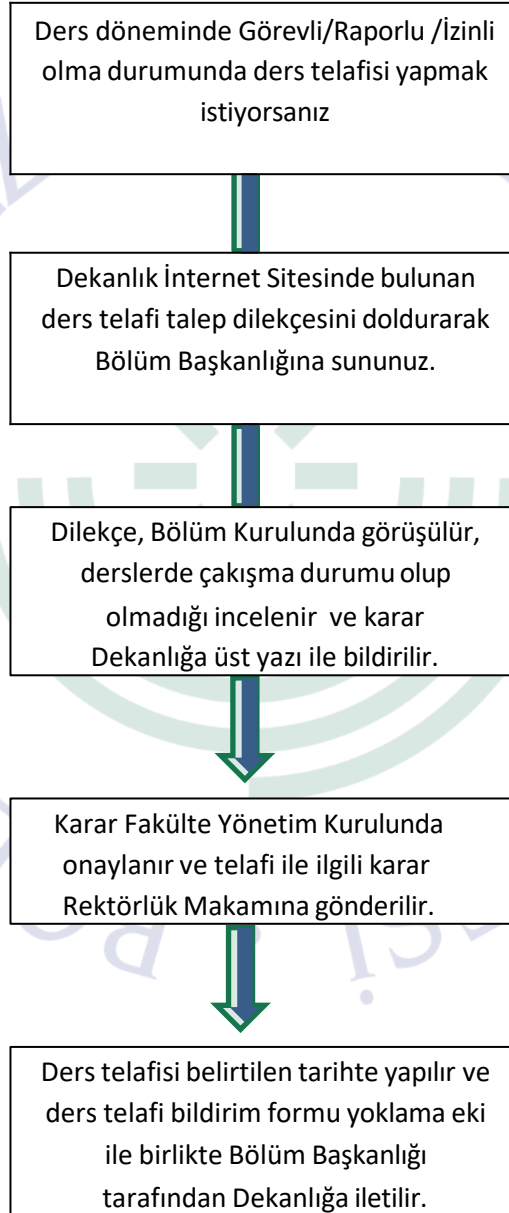 Ders döneminde Görevli/Raporlu /İzinli
olma durumunda ders telafisi yapmak
istiyorsanız
Dekanlık İnternet Sitesinde bulunan
ders telafi talep dilekçesini doldurarak
Bölüm Başkanlığına sununuz.
Dilekçe, Bölüm Kurulunda görüşülür,
derslerde çakışma durumu olup
olmadığı incelenir ve karar
Dekanlığa üst yazı ile bildirilir.
Karar Fakülte Yönetim Kurulunda
onaylanır ve telafi ile ilgili karar
Rektörlük Makamına gönderilir.
Ders telafisi belirtilen tarihte yapılır ve
ders telafi bildirim formu yoklama eki
ile birlikte Bölüm Başkanlığı
tarafından Dekanlığa iletilir.